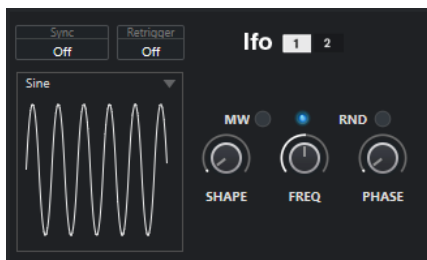 Sync
Off
Retrigger
Off
lfo 1 2
Sine
MW
RND
SHAPE
FREQ
PHASE